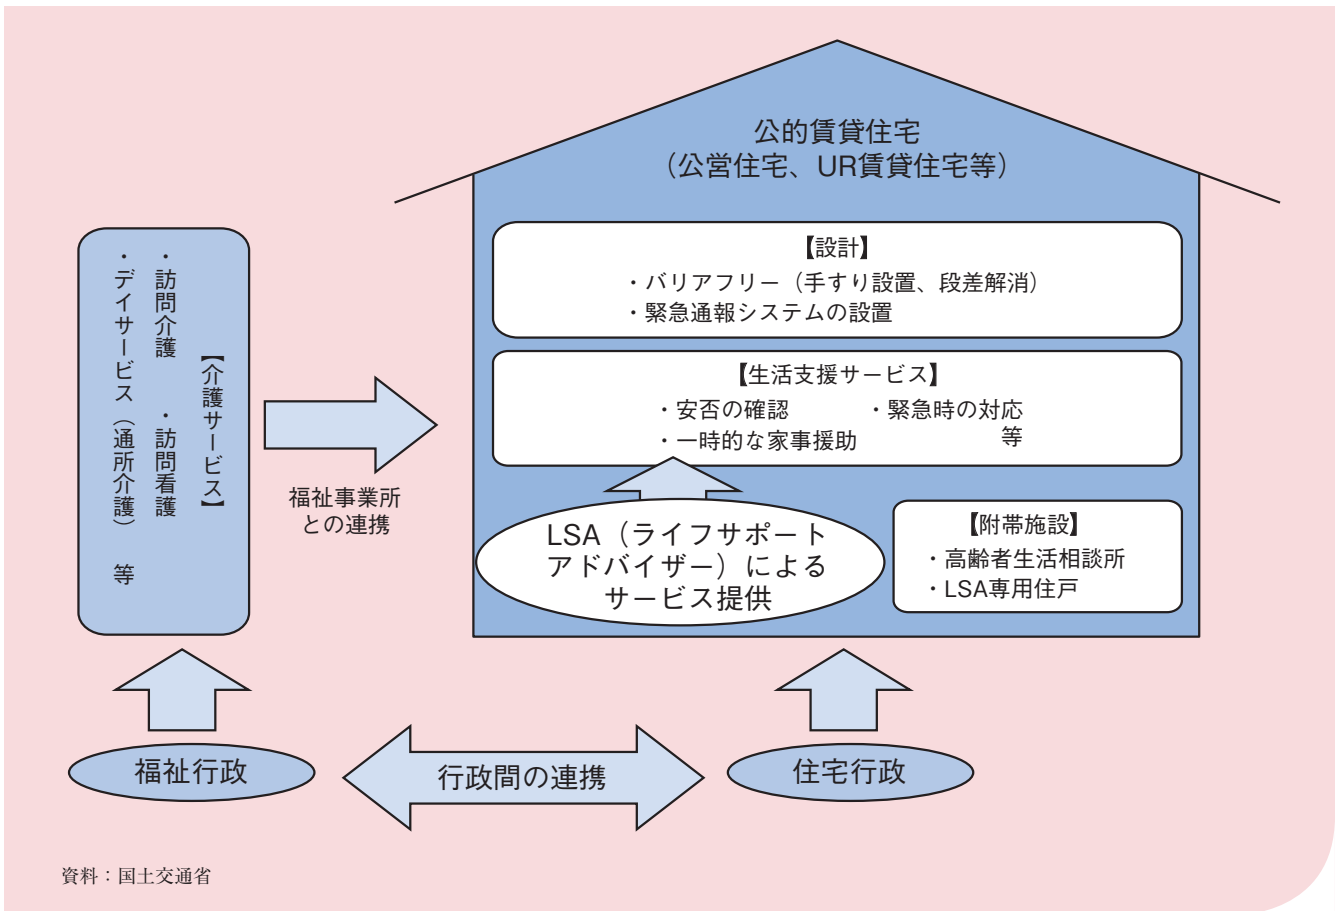 公的賃貸住宅
（公営住宅、UR賃貸住宅等）
【設計】
・バリアフリー（手すり設置、段差解消）
・緊急通報システムの設置
【生活支援サービス】
・安否の確認　・緊急時の対応
・一時的な家事援助　等
LSA（ライフサポート
アドバイザー）による
サービス提供
【附帯施設】
・高齢者生活相談所
・LSA専用住戸
【介護サービス】
・訪問介護　・訪問看護
・デイサービス（通所介護）　等
福祉事業所
との連携
福祉行政
行政間の連携
住宅行政
資料：国土交通省